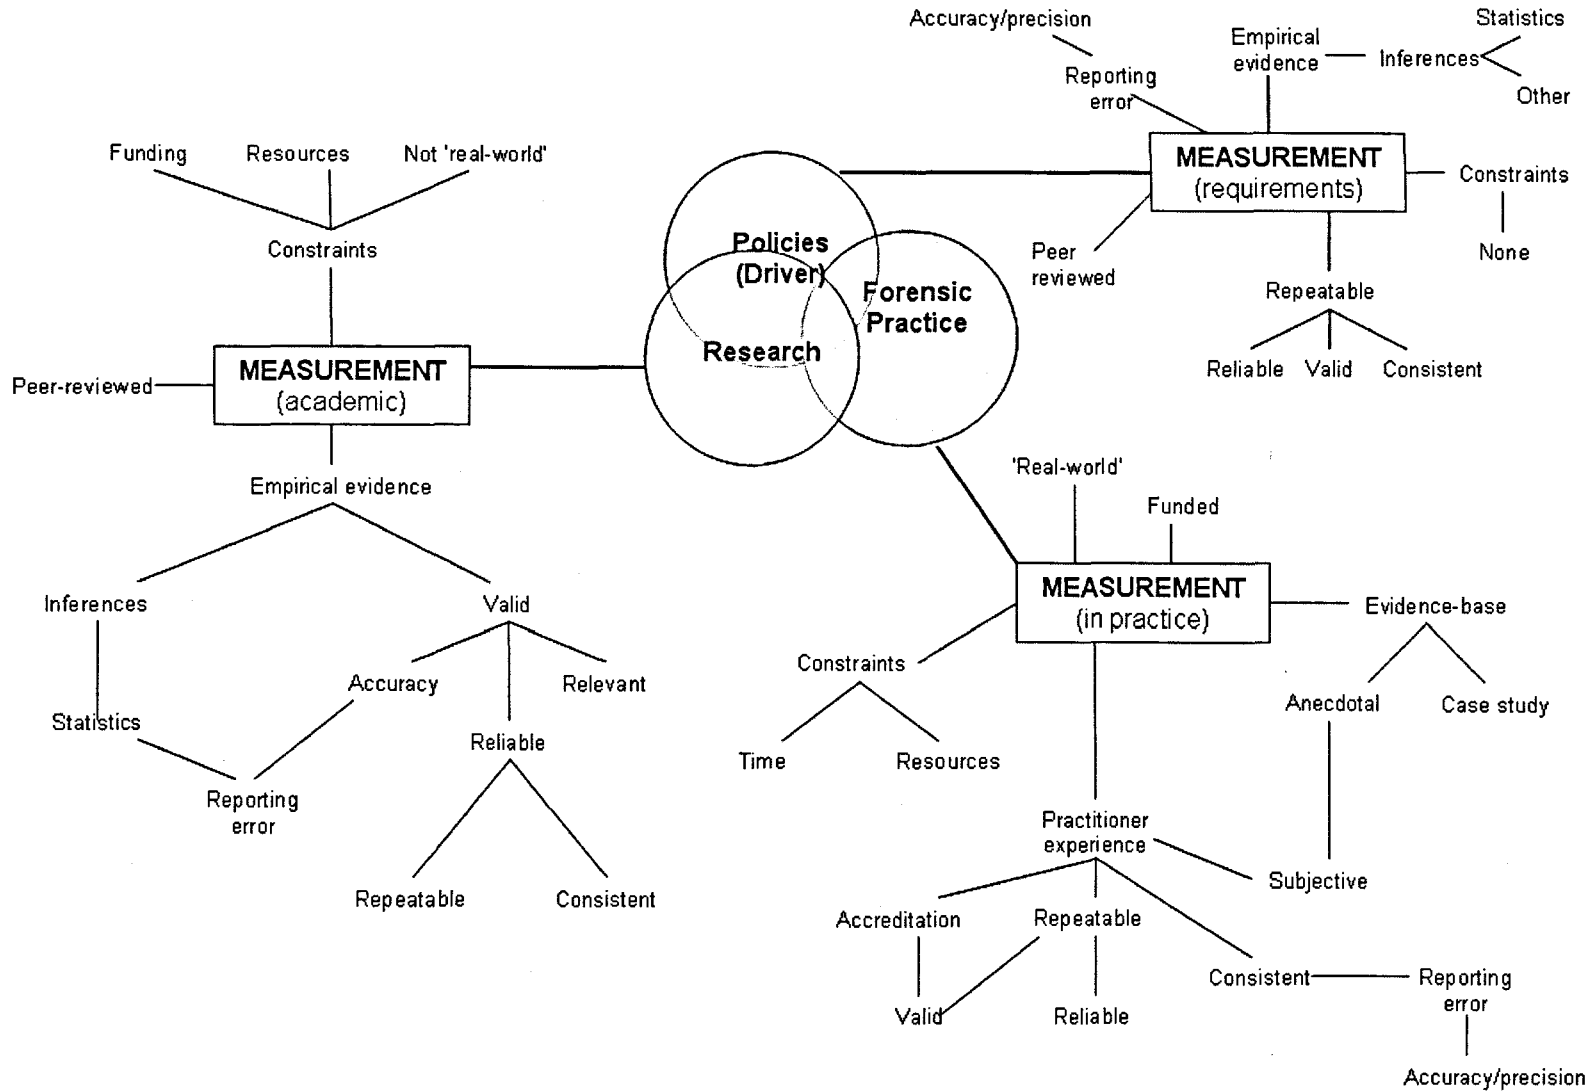 Accuracy/precision
Statistics
Empirical
evidence
Inferences
Other
Reporting
error
Funding
Resources
Not 'real-world'
Constraints
MEASUREMENT
(requirements)
Constraints
None
Peer
reviewed
Repeatable
Reliable
Valid
Consistent
Policies
(Driver)
Forensic
Practice
Research
Peer-reviewed
MEASUREMENT
(academic)
Empirical evidence
Inferences
Valid
Accuracy
Relevant
Statistics
Reliable
Reporting
error
Repeatable
Consistent
'Real-world'
Funded
MEASUREMENT
(in practice)
Evidence-base
Constraints
Anecdotal
Case study
Time
Resources
Practitioner
experience
Subjective
Accreditation
Repeatable
Consistent
Reporting
error
Valid
Reliable
Accuracy/precision